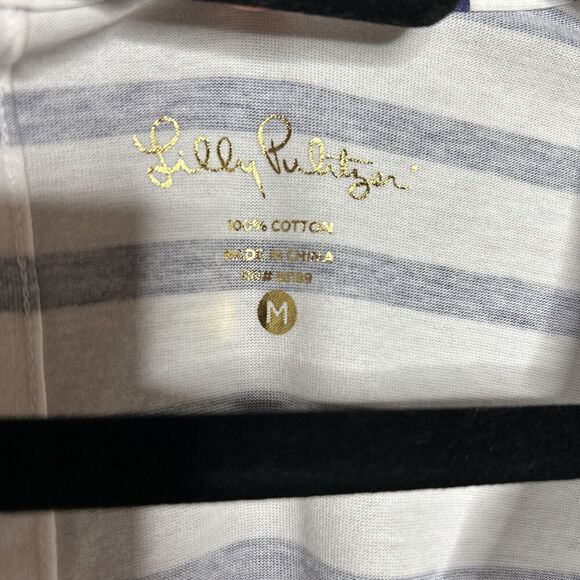 Lilly Pulitzer
100% COTTON
MADE IN CHINA
M